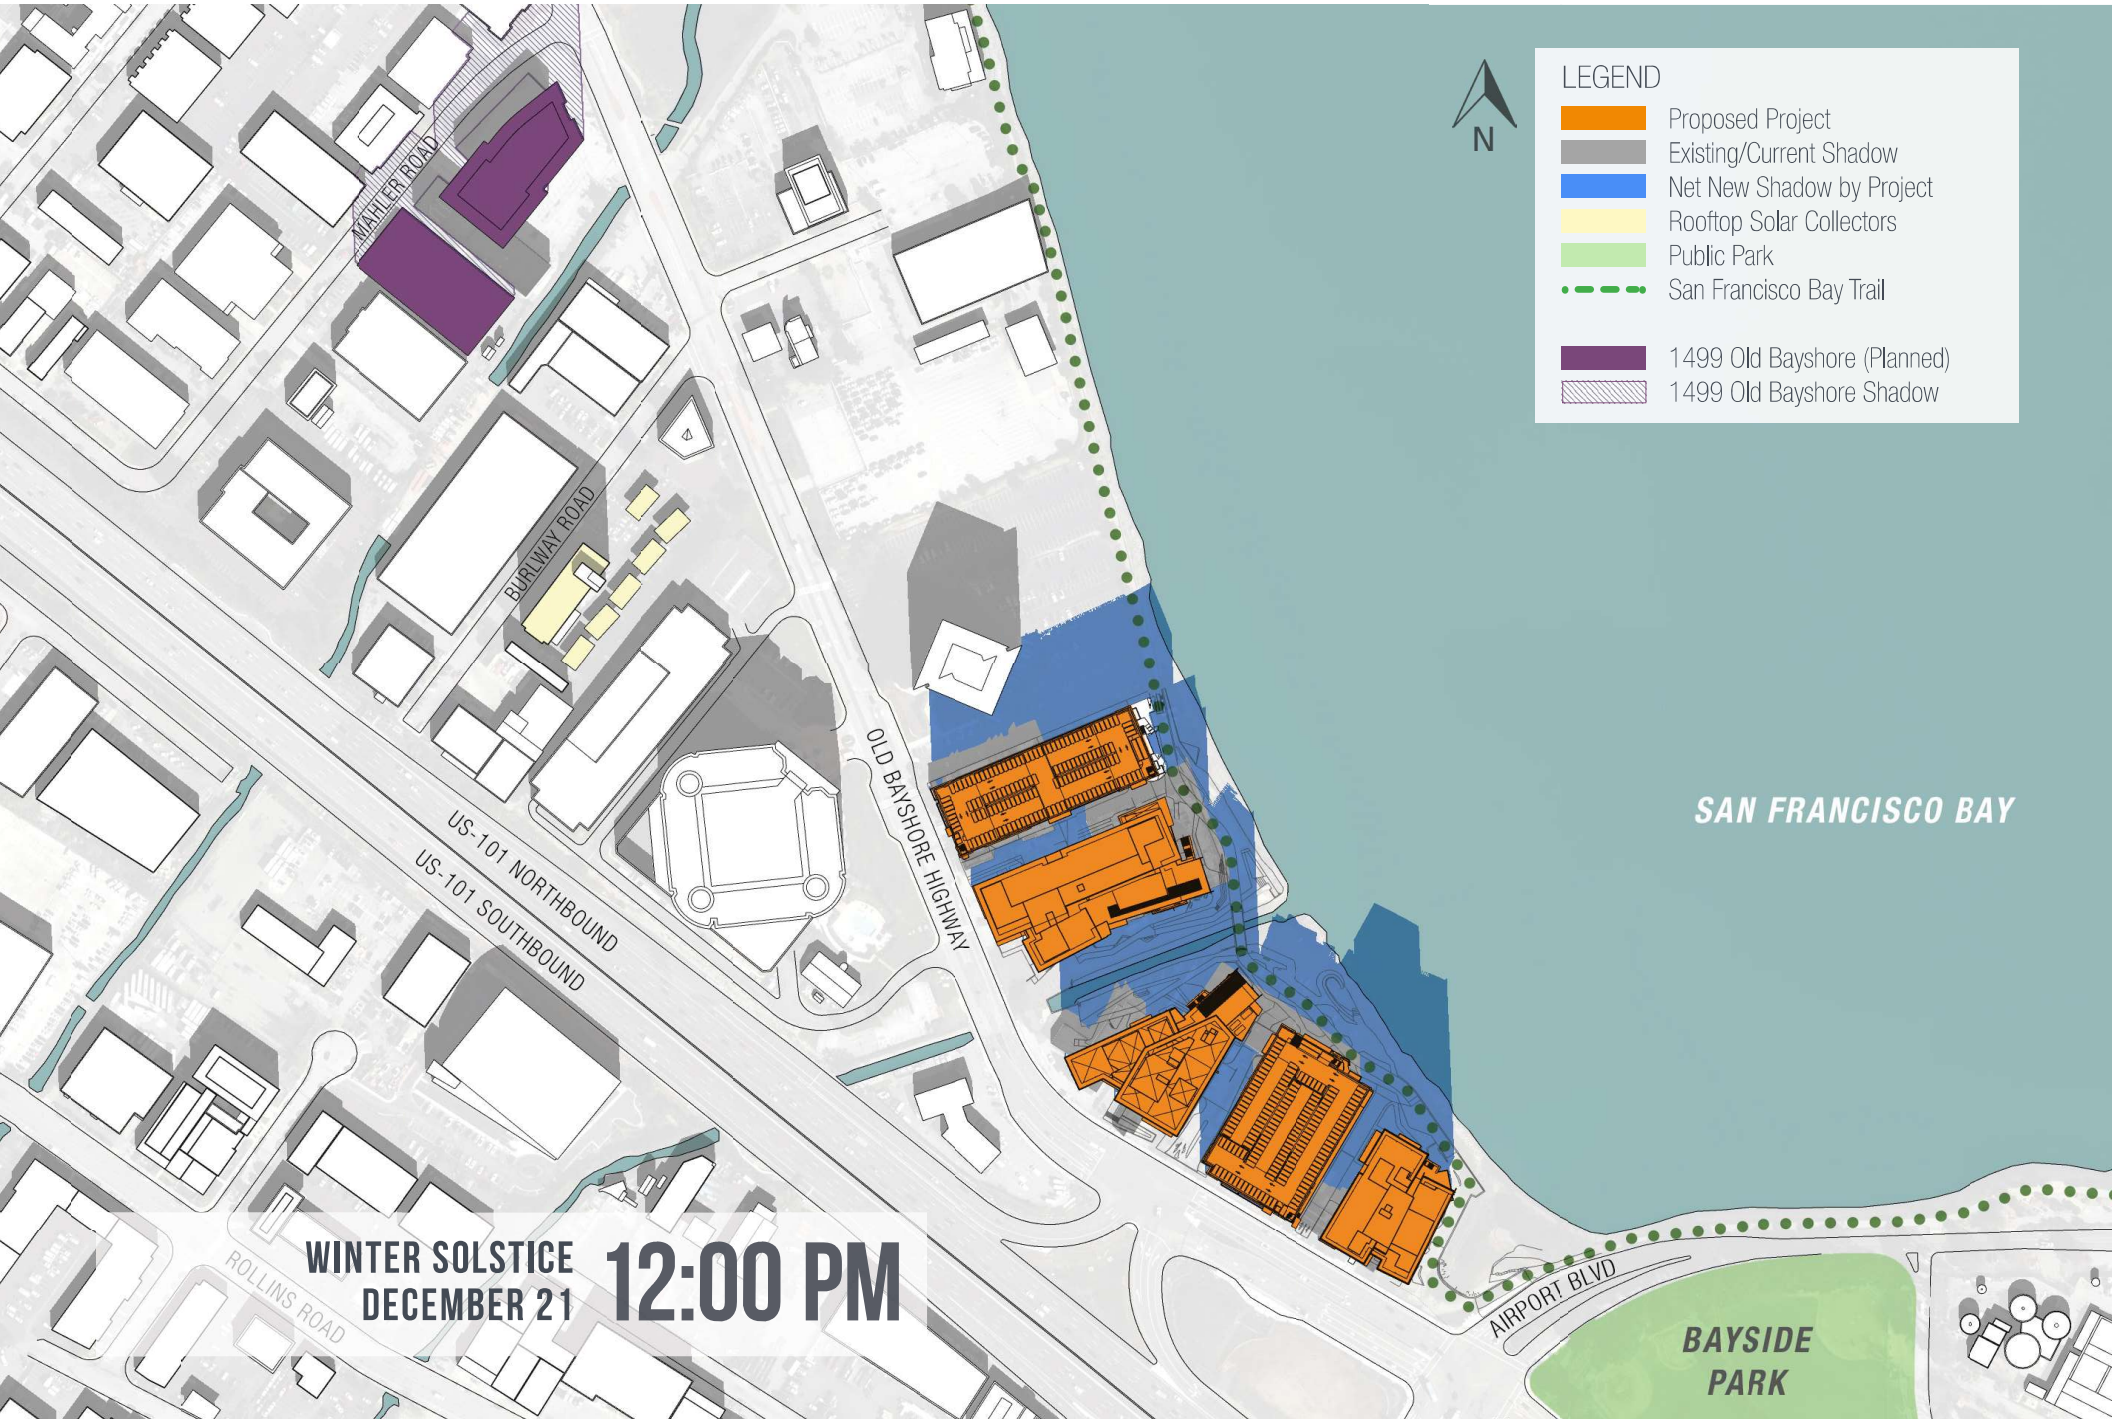 LEGEND
Proposed Project
Existing/Current Shadow
Net New Shadow by Project
Rooftop Solar Collectors
Public Park
San Francisco Bay Trail
1499 Old Bayshore (Planned)
1499 Old Bayshore Shadow
N
MAHLER ROAD
BURLWAY ROAD
OLD BAYSHORE HIGHWAY
US-101 NORTHBOUND
US-101 SOUTHBOUND
SAN FRANCISCO BAY
ROLLINS ROAD
WINTER SOLSTICE
DECEMBER 21
12:00 PM
AIRPORT BLVD
BAYSIDE
PARK